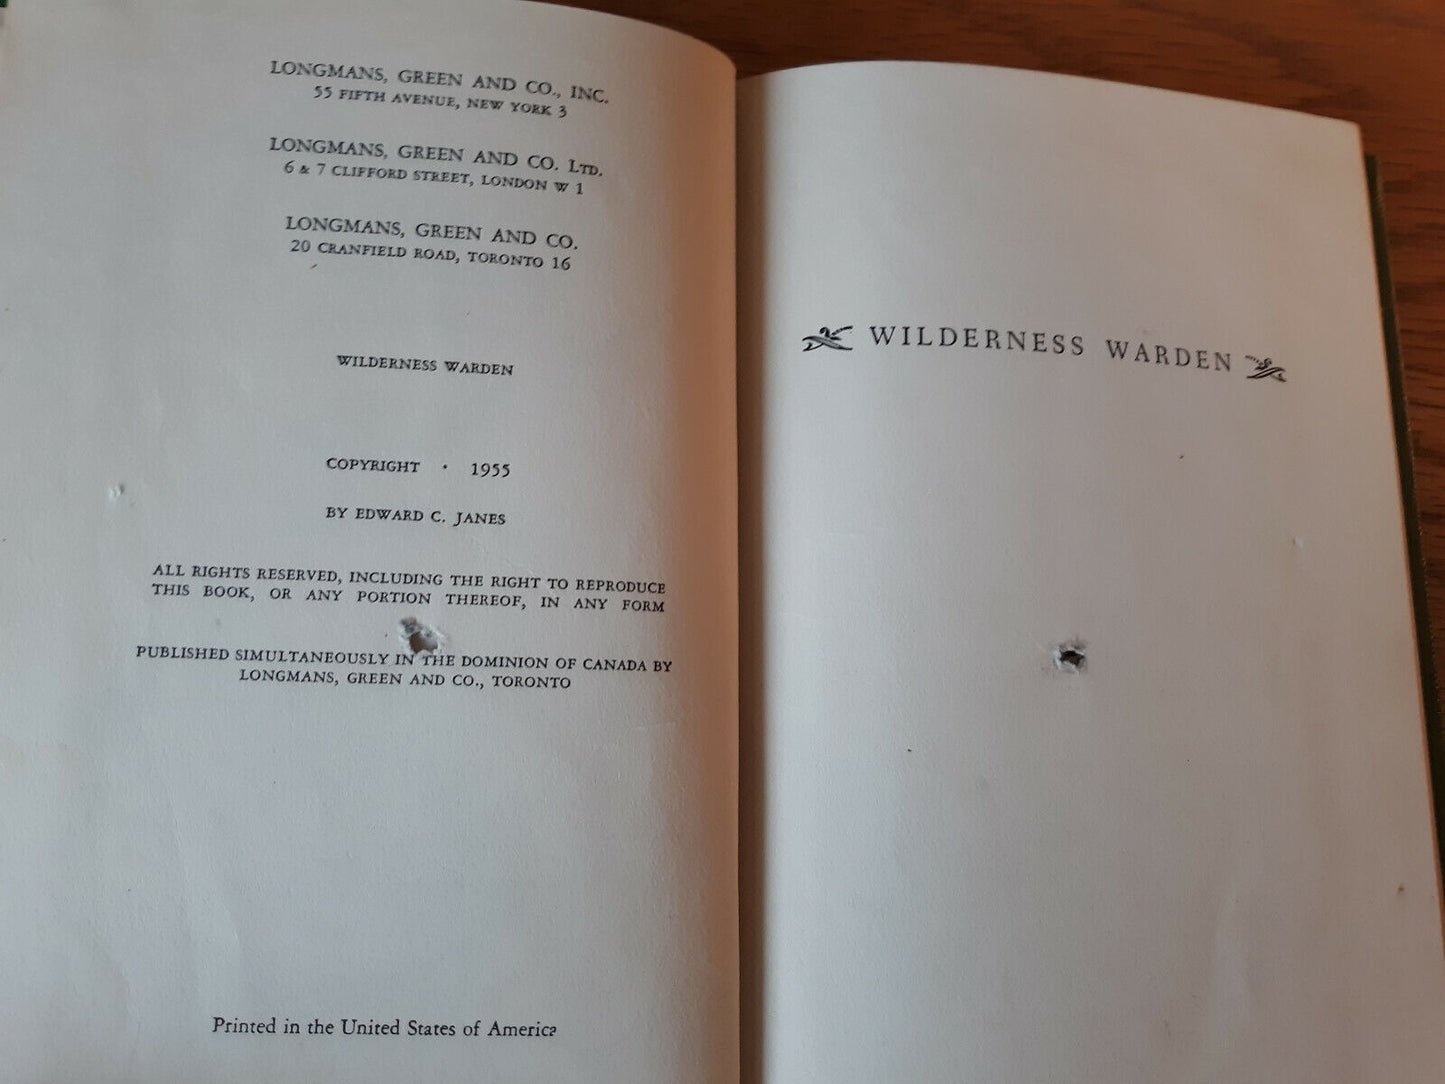 LONGMANS, GREEN AND CO., INC.
55 FIFTH AVENUE, NEW YORK 3
LONGMANS, GREEN AND CO. LTD.
6 & 7 CLIFFORD STREET, LONDON W 1
LONGMANS, GREEN AND CO.
20 CRANFIELD ROAD, TORONTO 16
WILDERNESS WARDEN
COPYRIGHT · 1955
BY EDWARD C. JANES
ALL RIGHTS RESERVED, INCLUDING THE RIGHT TO REPRODUCE
THIS BOOK, OR ANY PORTION THEREOF, IN ANY FORM
PUBLISHED SIMULTANEOUSLY IN THE DOMINION OF CANADA BY
LONGMANS, GREEN AND CO., TORONTO
Printed in the United States of America
WILDERNESS WARDEN